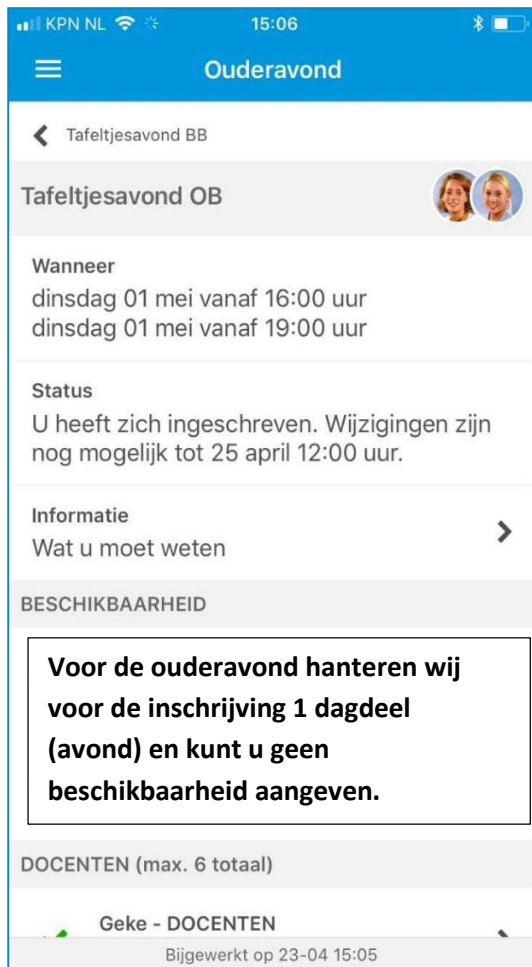 KPN NL 15:06
Ouderavond
Tafeltjesavond BB
Tafeltjesavond OB
Wanneer
dinsdag 01 mei vanaf 16:00 uur
dinsdag 01 mei vanaf 19:00 uur
Status
U heeft zich ingeschreven. Wijzigingen zijn
nog mogelijk tot 25 april 12:00 uur.
Informatie
Wat u moet weten
BESCHIKBAARHEID
Voor de ouderavond hanteren wij
voor de inschrijving 1 dagdeel
(avond) en kunt u geen
beschikbaarheid aangeven.
DOCENTEN (max. 6 totaal)
Geke - DOCENTEN
Bijgewerkt op 23-04 15:05